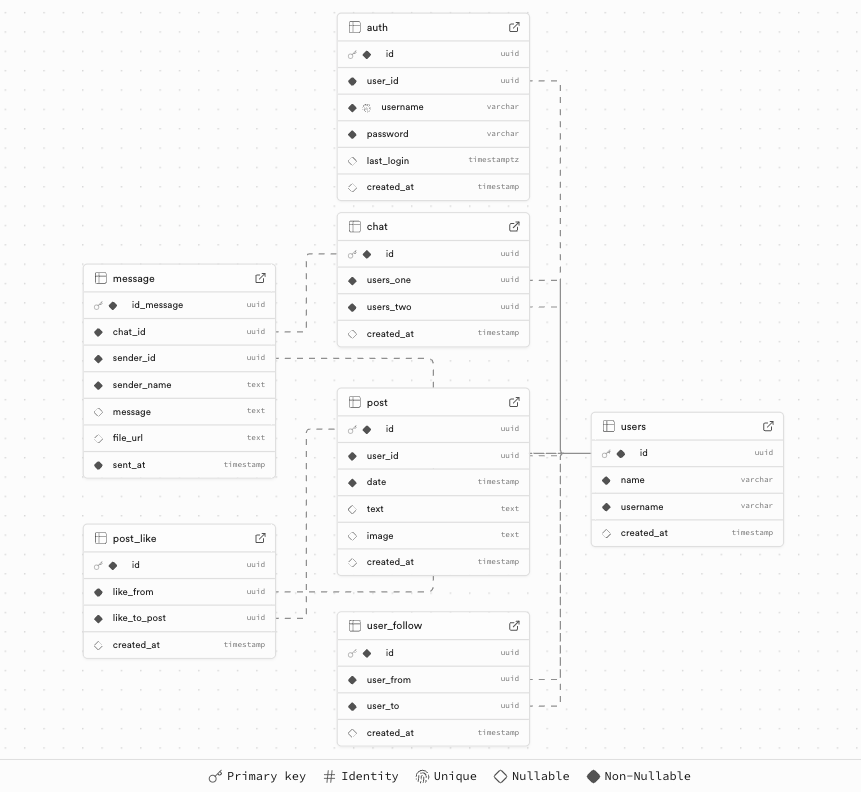 auth
id uuid
user_id uuid
username varchar
password varchar
last_login timestamptz
created_at timestamp
chat
id uuid
users_one uuid
users_two uuid
created_at timestamp
message
id_message uuid
chat_id uuid
sender_id uuid
sender_name text
message text
file_url text
sent_at timestamp
post
id uuid
user_id uuid
date timestamp
text text
image text
created_at timestamp
users
id uuid
name varchar
username varchar
created_at timestamp
post_like
id uuid
like_from uuid
like_to_post uuid
created_at timestamp
user_follow
id uuid
user_from uuid
user_to uuid
created_at timestamp
Primary key # Identity Unique Nullable Non-Nullable